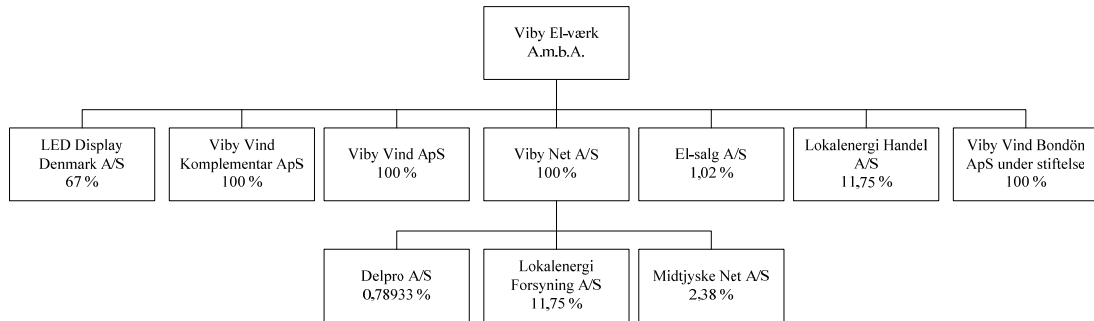 Viby El-værk
A.m.b.A.
LED Display
Denmark A/S
67 %
Viby Vind
Komplementar ApS
100 %
Viby Vind ApS
100 %
Viby Net A/S
100 %
El-salg A/S
1,02 %
Lokalenergi Handel
A/S
11,75 %
Viby Vind Bondön
ApS under stiftelse
100 %
Delpro A/S
0,78933 %
Lokalenergi
Forsyning A/S
11,75 %
Midtjyske Net A/S
2,38 %